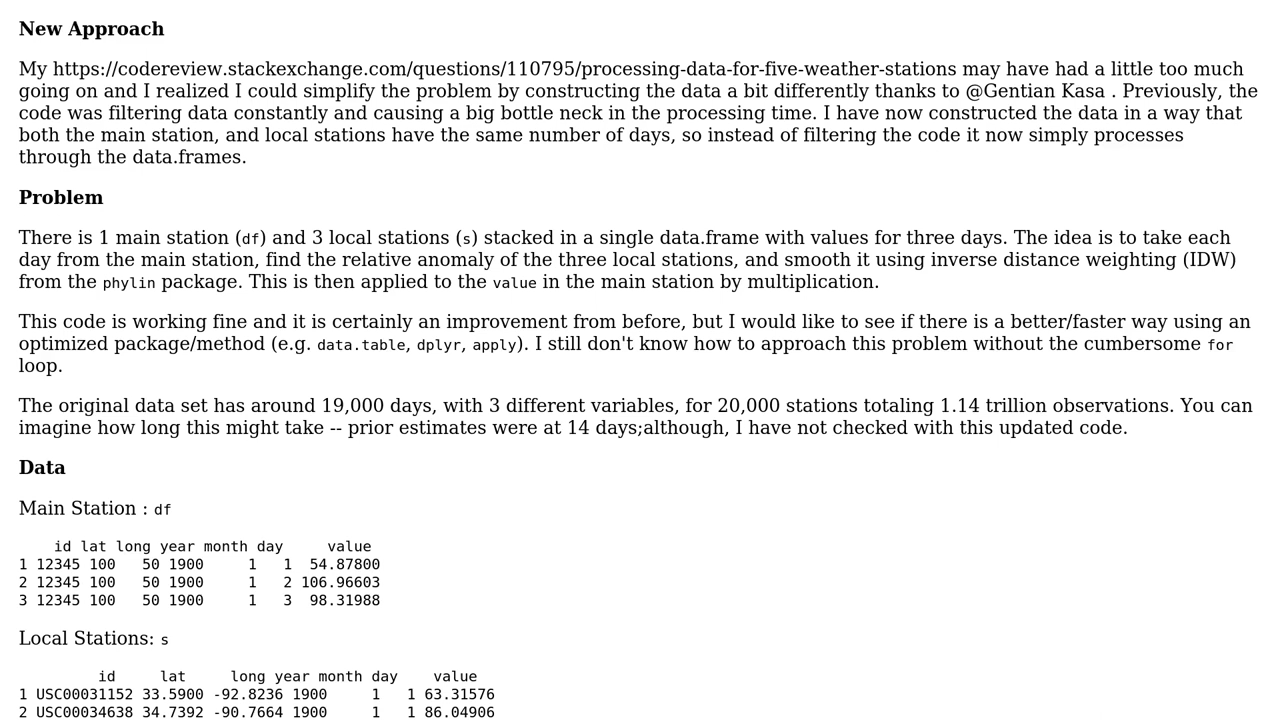 New Approach
My https://codereview.stackexchange.com/questions/110795/processing-data-for-five-weather-stations may have had a little too much
going on and I realized I could simplify the problem by constructing the data a bit differently thanks to @Gentian Kasa . Previously, the
code was filtering data constantly and causing a big bottle neck in the processing time. I have now constructed the data in a way that
both the main station, and local stations have the same number of days, so instead of filtering the code it now simply processes
through the data.frames.
Problem
There is 1 main station (df) and 3 local stations (s) stacked in a single data.frame with values for three days. The idea is to take each
day from the main station, find the relative anomaly of the three local stations, and smooth it using inverse distance weighting (IDW)
from the phylin package. This is then applied to the value in the main station by multiplication.
This code is working fine and it is certainly an improvement from before, but I would like to see if there is a better/faster way using an
optimized package/method (e.g. data.table, dplyr, apply). I still don't know how to approach this problem without the cumbersome for
loop.
The original data set has around 19,000 days, with 3 different variables, for 20,000 stations totaling 1.14 trillion observations. You can
imagine how long this might take -- prior estimates were at 14 days;although, I have not checked with this updated code.
Data
Main Station : df
id lat long year month day value
1 12345 100 50 1900 1 1 54.87800
2 12345 100 50 1900 1 2 106.96603
3 12345 100 50 1900 1 3 98.31988
Local Stations: s
id lat long year month day value
1 USC00031152 33.5900 -92.8236 1900 1 1 63.31576
2 USC00034638 34.7392 -90.7664 1900 1 1 86.04906